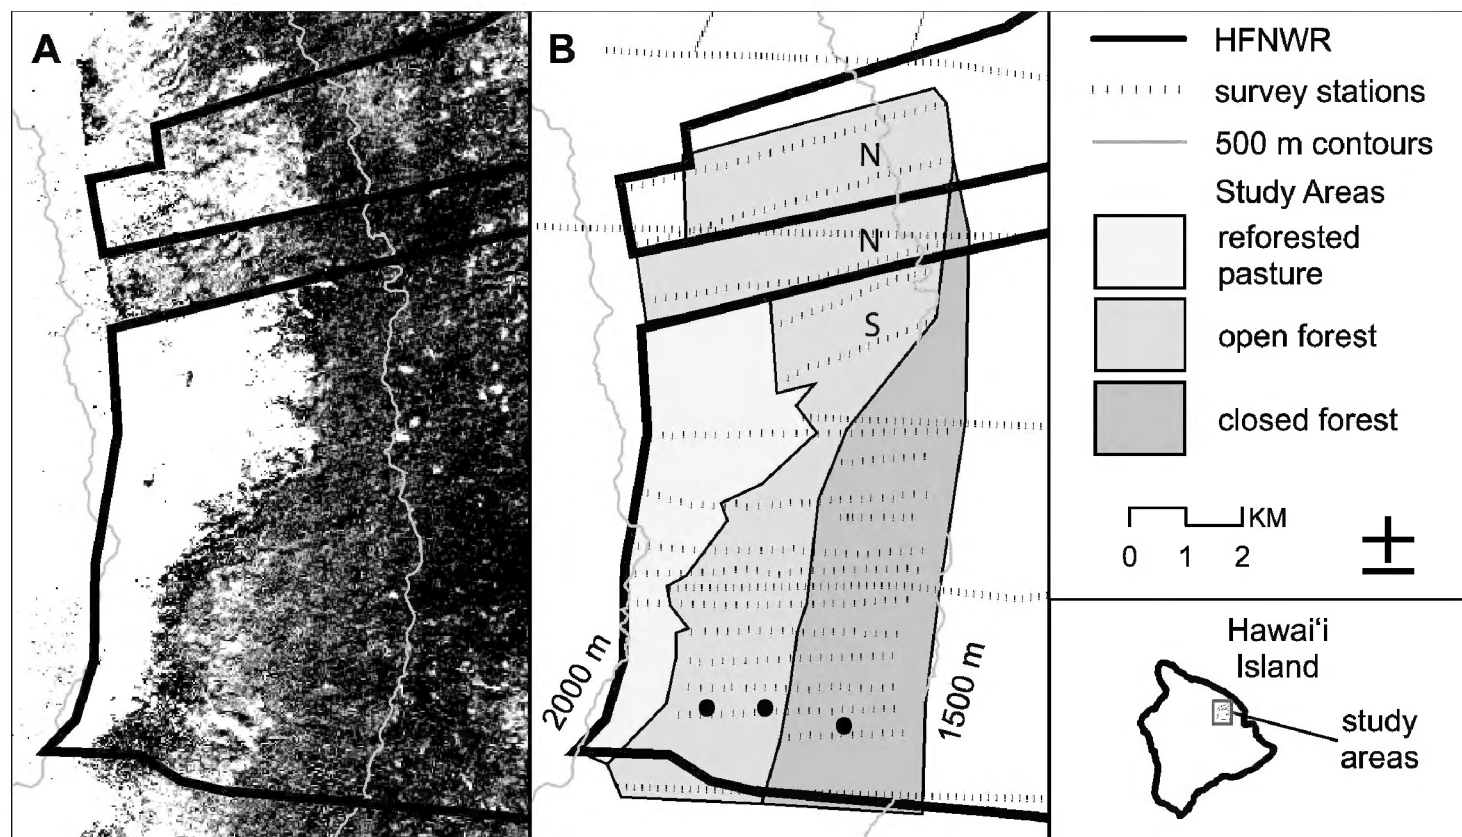 A
B
N
N
S
2000 m
1500 m
HFNWR
survey stations
500 m contours
Study Areas
reforested
pasture
open forest
closed forest
KM
0 1 2
Hawai‘i
Island
study
areas